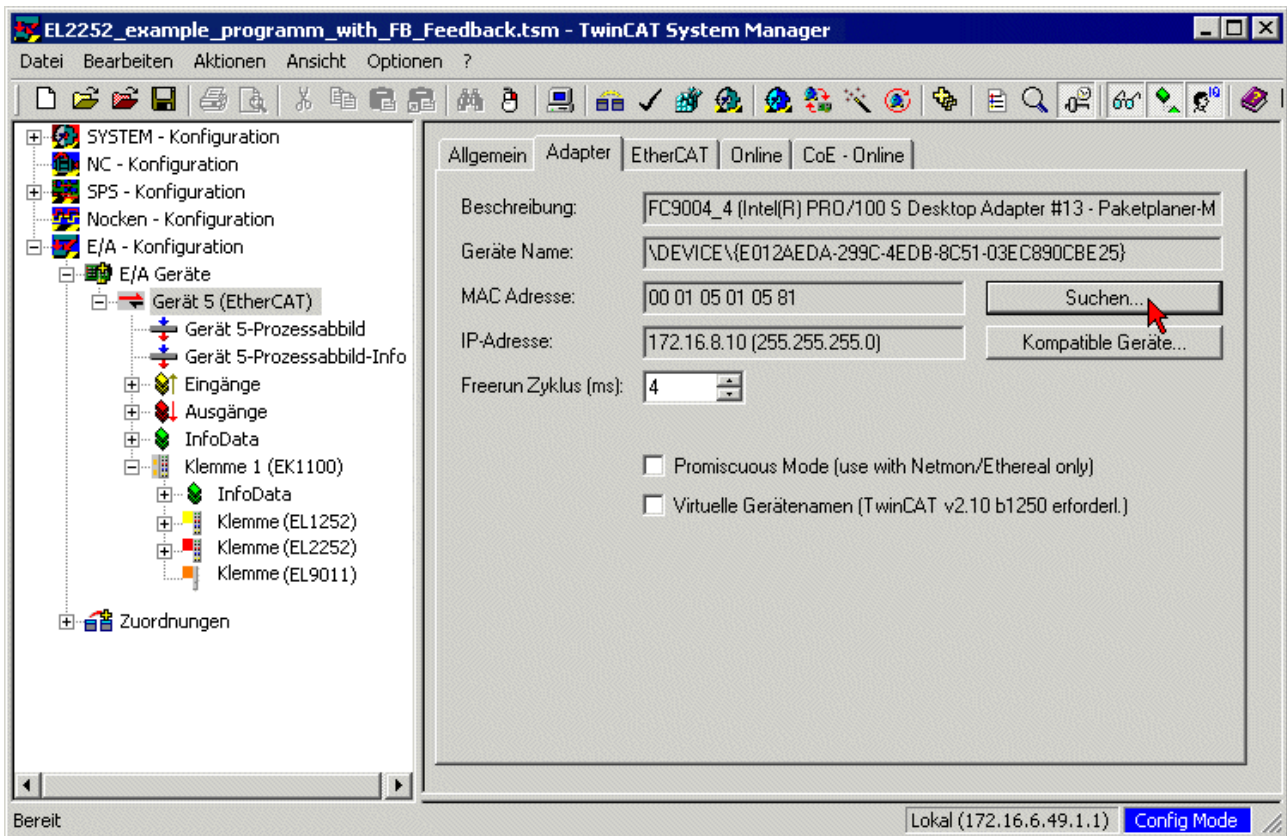 EL2252_example_programm_with_FB_Feedback.tsm - TwinCAT System Manager
Datei Bearbeiten Aktionen Ansicht Optionen ?
SYSTEM - Konfiguration
NC - Konfiguration
SPS - Konfiguration
Nocken - Konfiguration
E/A - Konfiguration
E/A Geräte
Gerät 5 (EtherCAT)
Gerät 5-Prozessabbild
Gerät 5-Prozessabbild-Info
Eingänge
Ausgänge
InfoData
Klemme 1 (EK1100)
InfoData
Klemme (EL1252)
Klemme (EL2252)
Klemme (EL9011)
Zuordnungen
Allgemein Adapter EtherCAT Online CoE - Online
Beschreibung: FC9004_4 (Intel(R) PRO/100 S Desktop Adapter #13 - Paketplaner-M
Geräte Name: \DEVICE\{E012AEDA-299C-4EDB-8C51-03EC890CBE25}
MAC Adresse: 00 01 05 01 05 81 Suchen...
IP-Adresse: 172.16.8.10 (255.255.255.0) Kompatible Geräte...
Freerun Zyklus (ms): 4
Promiscuous Mode (use with Netmon/Ethereal only)
Virtuelle Gerätenamen (TwinCAT v2.10 b1250 erforderl.)
Bereit Lokal (172.16.6.49.1.1) Config Mode